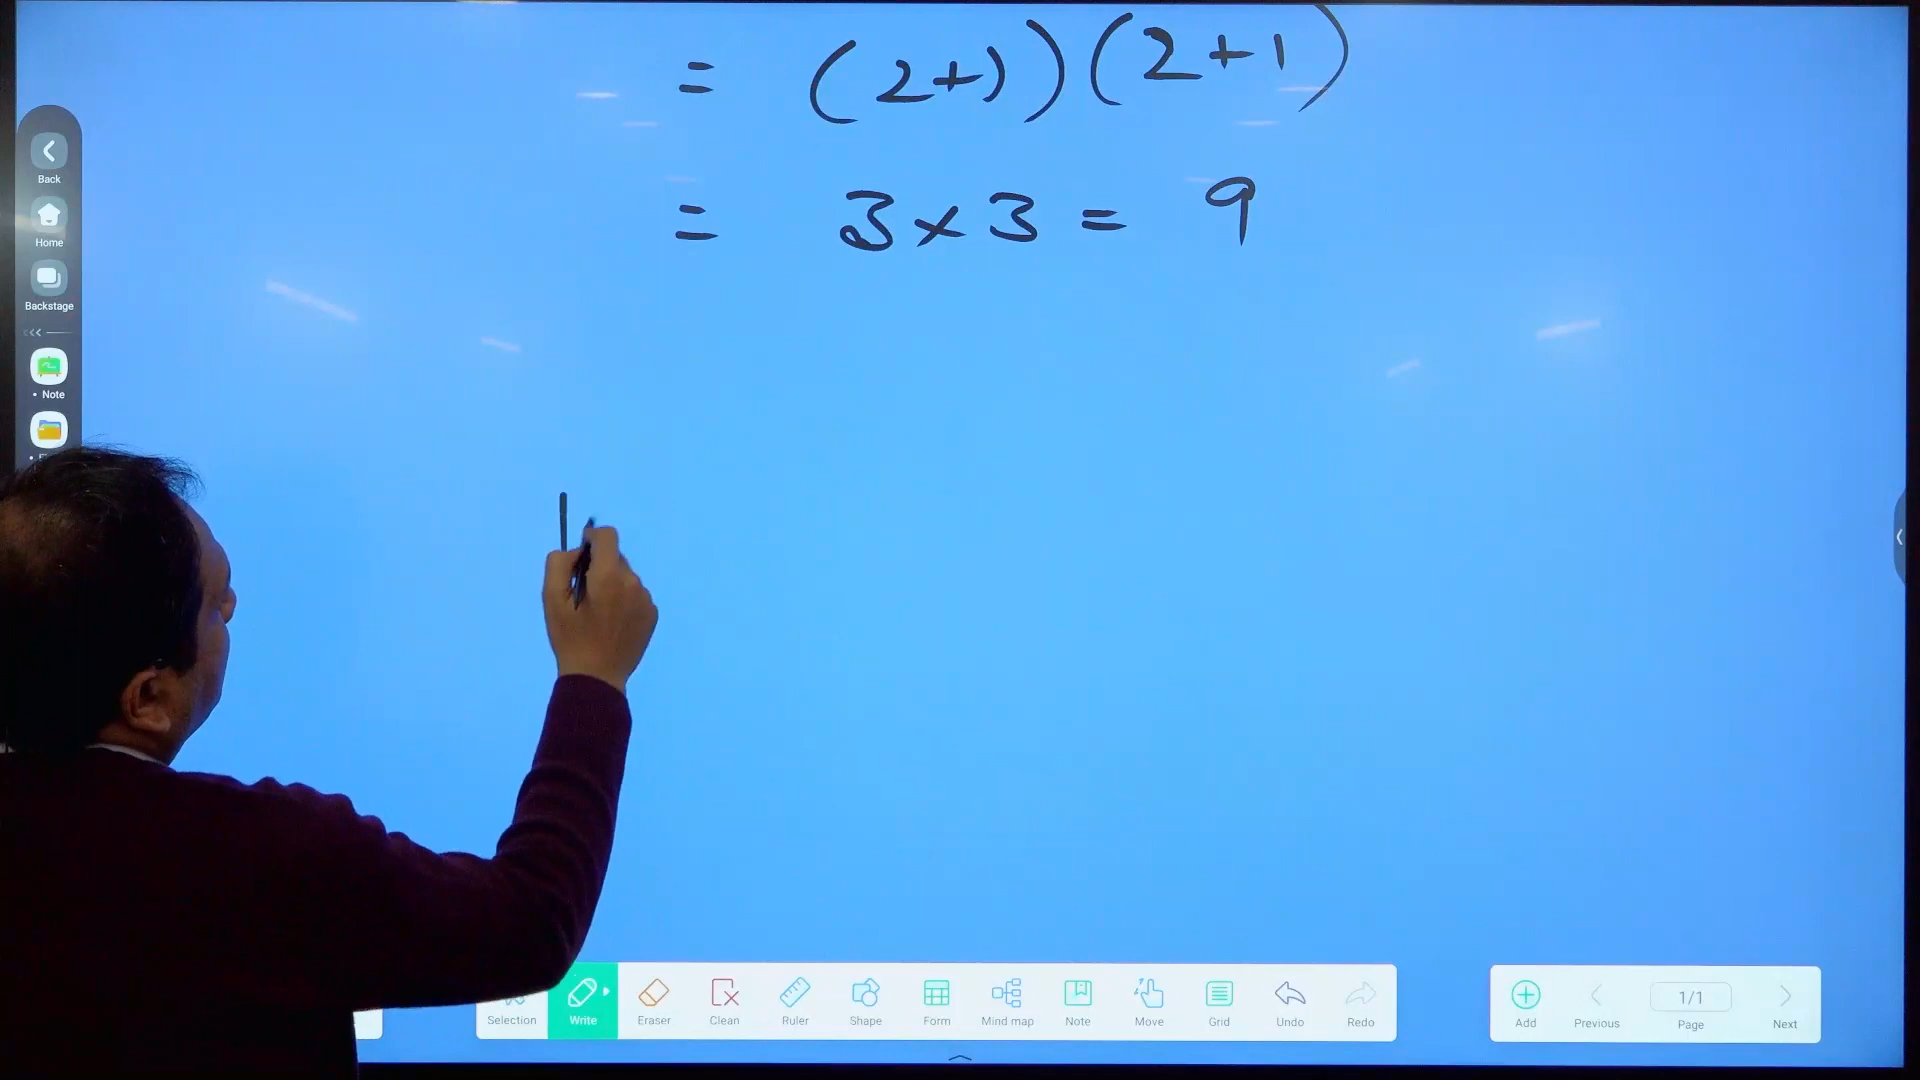 = (2+1)(2+1)
= 3 × 3 = 9
Back
Home
Backstage
Note
Selection Write Eraser Clean Ruler Shape Form Mind map Note Move Grid Undo Redo
Add Previous 1/1 Page Next